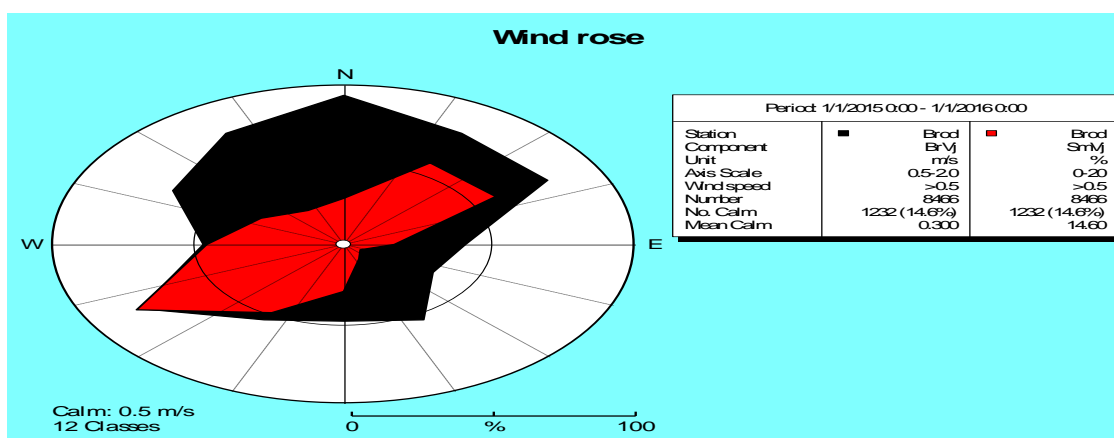 Wind rose
N
W
E
Period: 1/1/2015 0:00 - 1/1/2016 0:00
Station Brod Brod
Component BrVj SmVj
Unit m/s %
Axis Scale 0.5-2.0 0-20
Wind speed >0.5 >0.5
Number 8466 8466
No. Calm 1232 (14.6%) 1232 (14.6%)
Mean Calm 0.300 14.60
Calm: 0.5 m/s
12 Classes
0 % 100